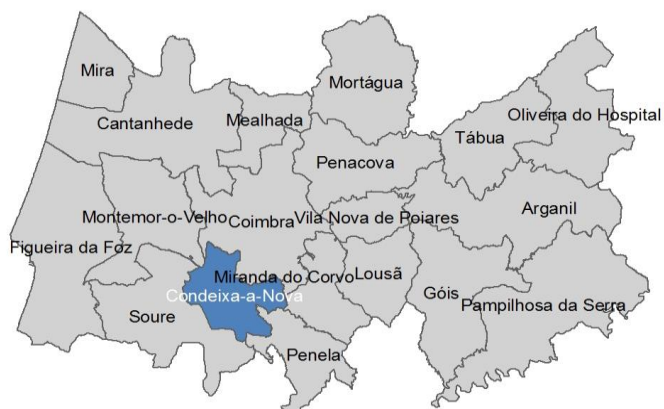 Mira
Mortágua
Cantanhede
Mealhada
Oliveira do Hospital
Tábua
Penacova
Montemor-o-Velho
Coimbra
Vila Nova de Poiares
Arganil
Figueira da Foz
Miranda do Corvo
Lousã
Condeixa-a-Nova
Góis
Pampilhosa da Serra
Soure
Penela